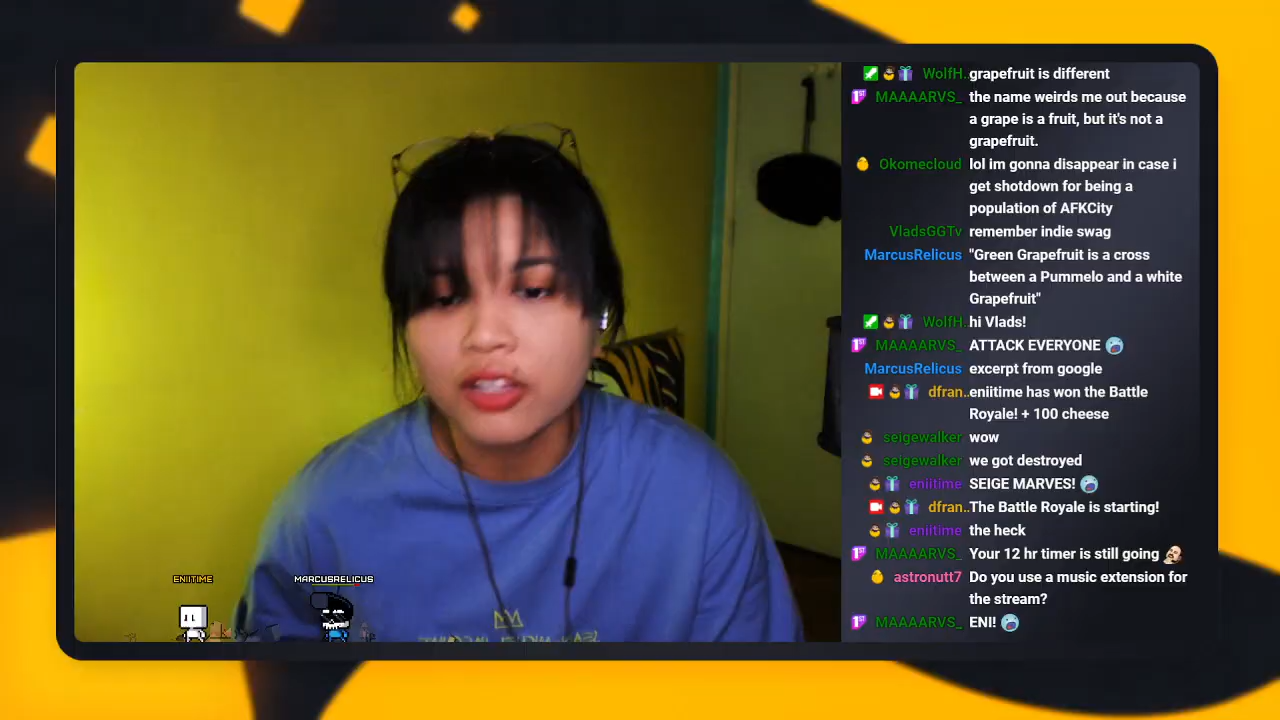 WolfH.. grapefruit is different
MAAAARVS_ the name weirds me out because
a grape is a fruit, but it's not a
grapefruit.
Okomecloud lol im gonna disappear in case i
get shotdown for being a
population of AFKCity
VladsGGTv remember indie swag
MarcusRelicus "Green Grapefruit is a cross
between a Pummelo and a white
Grapefruit"
WolfH.. hi Vlads!
MAAAARVS_ ATTACK EVERYONE
MarcusRelicus excerpt from google
dfran.. eniitime has won the Battle
Royale! + 100 cheese
seigewalker wow
seigewalker we got destroyed
eniitime SEIGE MARVES!
dfran.. The Battle Royale is starting!
eniitime the heck
MAAAARVS_ Your 12 hr timer is still going
astronutt7 Do you use a music extension for
the stream?
MAAAARVS_ ENI!
ENIITIME
MARCUSRELICUS